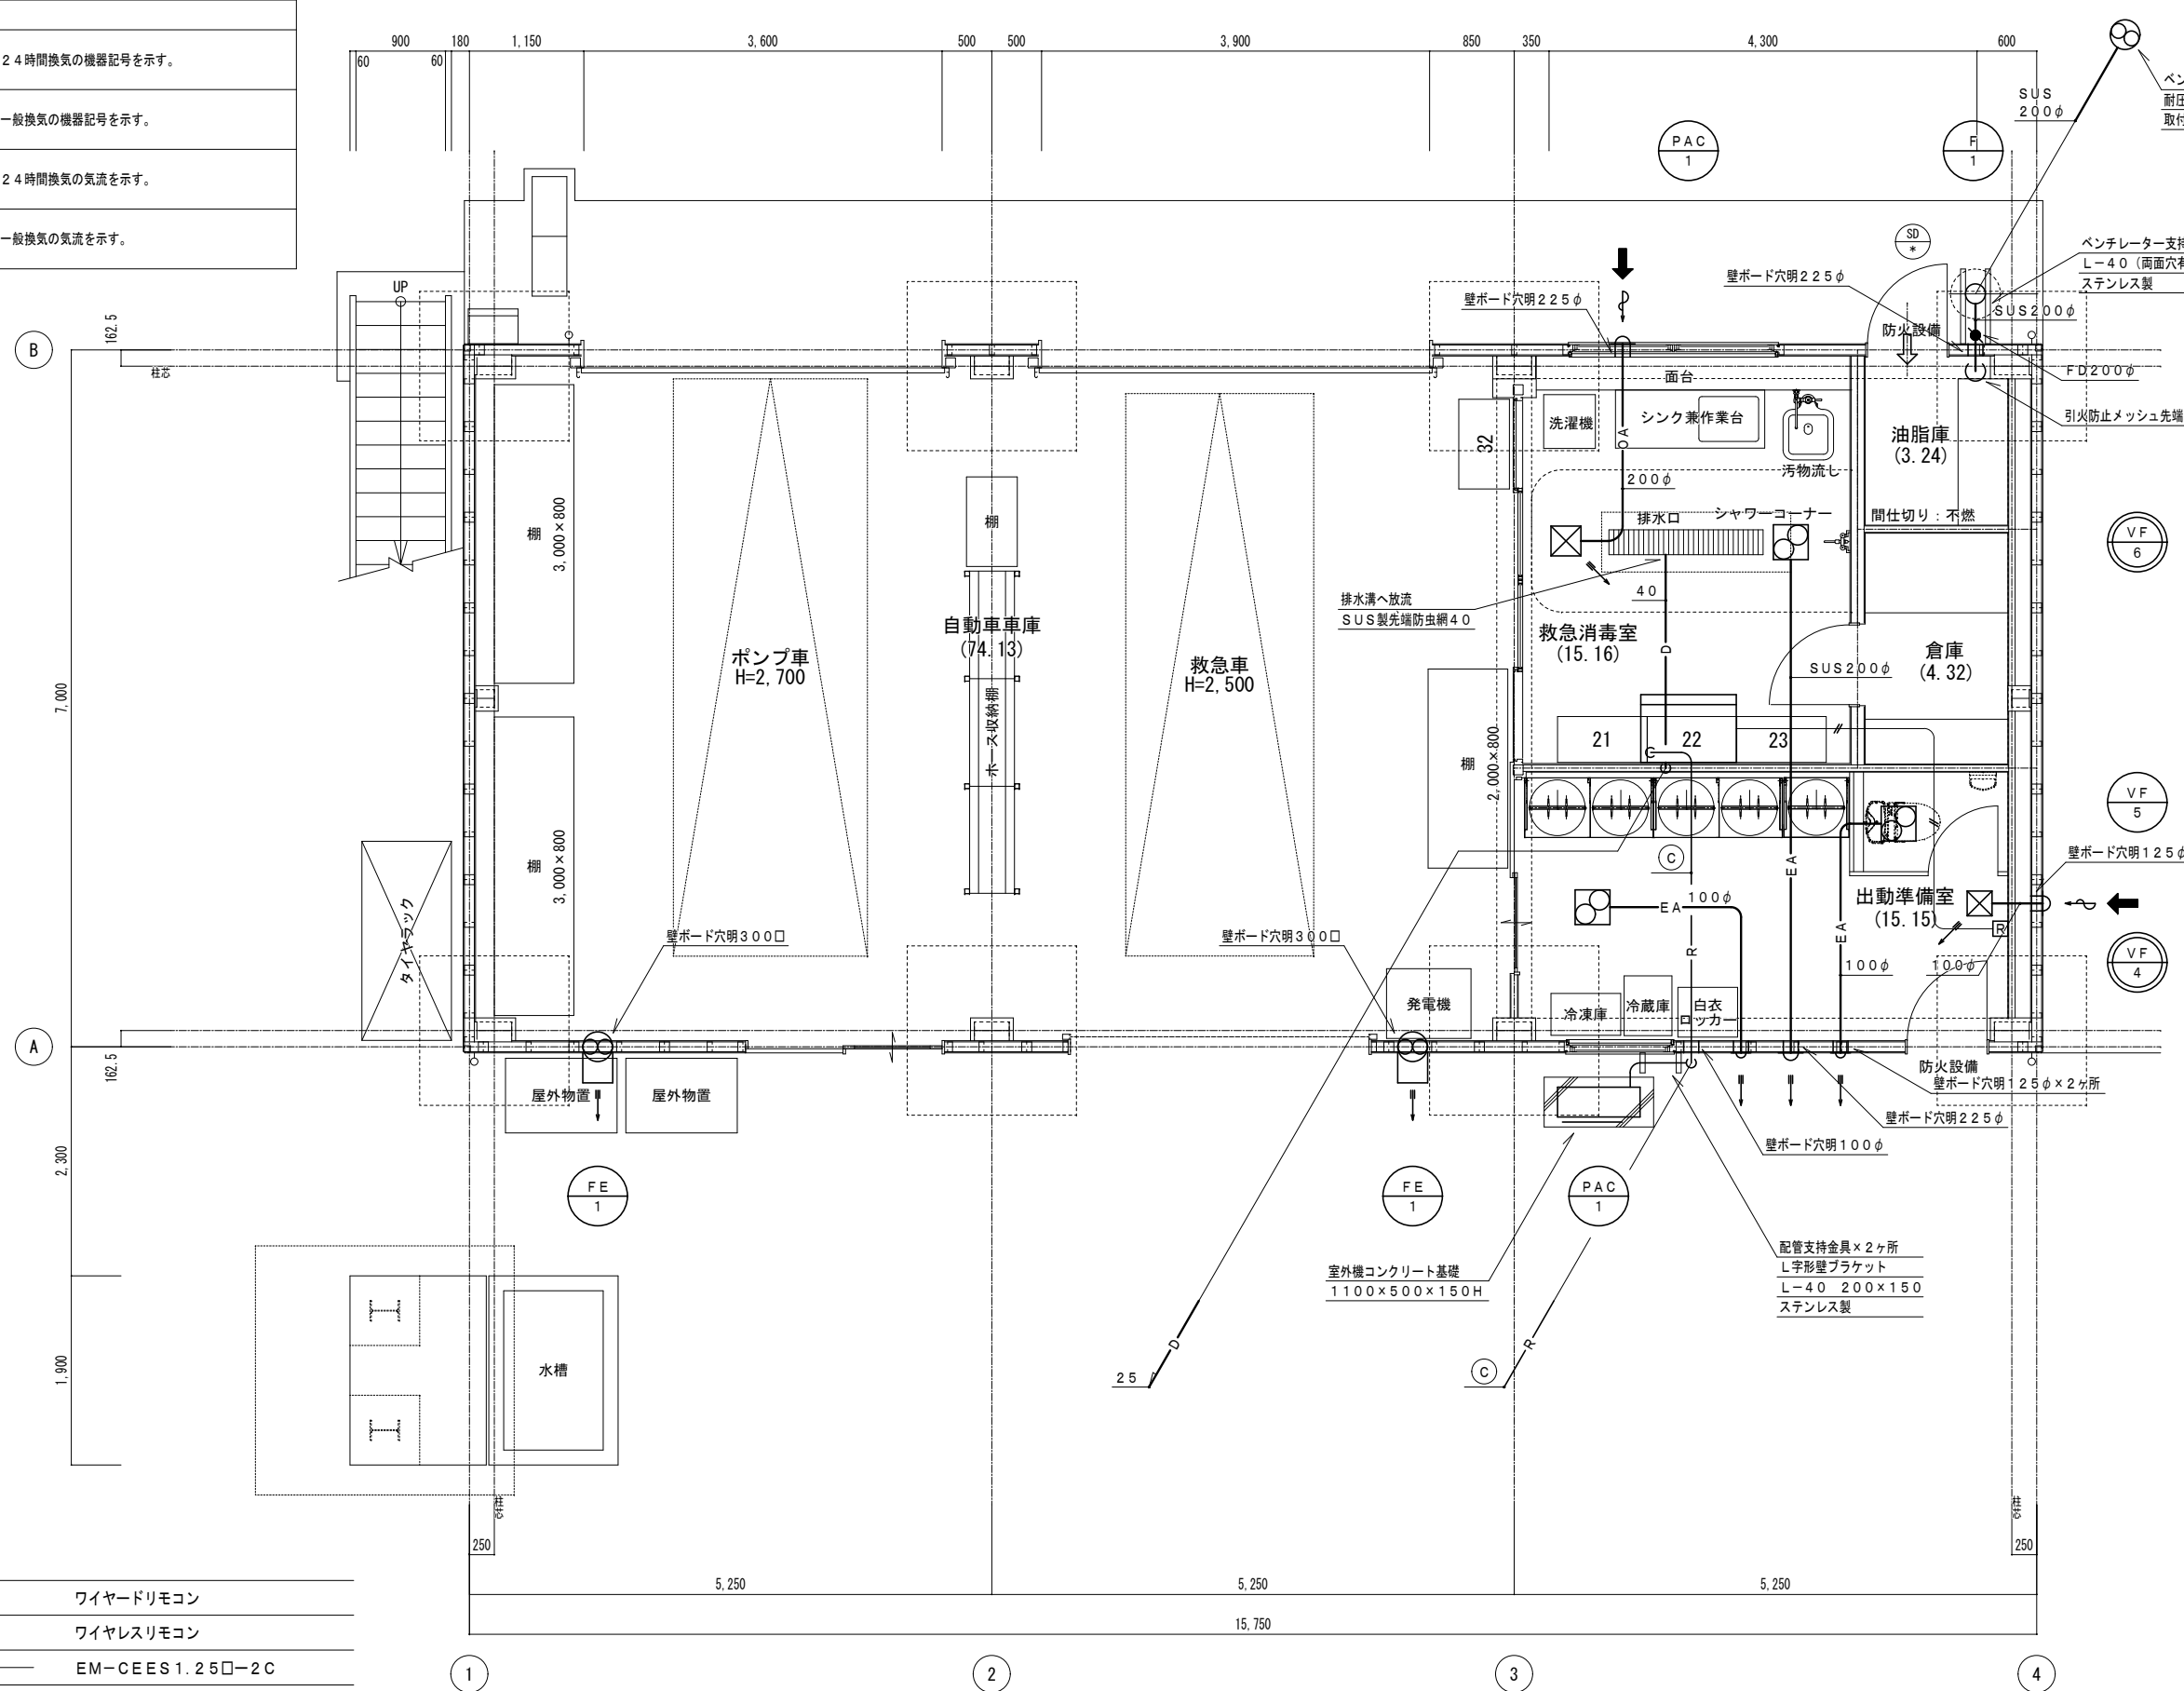 24時間換気の機器記号を示す。
一般換気の機器記号を示す。
24時間換気の気流を示す。
一般換気の気流を示す。
900
180
1,150
3,600
500
500
3,900
850
350
4,300
600
60
60
SUS
200φ
PAC
1
F
1
SD
*
UP
162.5
B
柱芯
壁ボード穴明225φ
壁ボード穴明225φ
ベンチレーター支持
L-40（両面穴有
ステンレス製
SUS200φ
防火設備
FD200φ
引火防止メッシュ先端
面台
洗濯機
シンク兼作業台
OA
汚物流し
油脂庫
(3.24)
32
200φ
排水口
シャワーコーナー
間仕切り：不燃
VF
6
棚
3,000×800
棚
排水溝へ放流
SUS製先端防虫網40
40
D
救急消毒室
(15.16)
倉庫
(4.32)
SUS200φ
自動車車庫
(74.13)
ポンプ車
H=2,700
救急車
H=2,500
ホース収納棚
7,000
21
22
23
棚
2,000×800
VF
5
棚
3,000×800
C
EA
壁ボード穴明125φ
出動準備室
(15.15)
EA
100φ
EA
R
R
100φ
100φ
VF
4
タイヤラック
壁ボード穴明300□
壁ボード穴明300□
発電機
冷凍庫
冷蔵庫
白衣
ロッカー
A
162.5
屋外物置
屋外物置
防火設備
壁ボード穴明125φ×2ヶ所
壁ボード穴明225φ
壁ボード穴明100φ
2,300
FE
1
FE
1
PAC
1
室外機コンクリート基礎
1100×500×150H
配管支持金具×2ヶ所
L字形壁ブラケット
L-40 200×150
ステンレス製
1,900
水槽
25
D
C
R
柱芯
柱芯
250
250
5,250
5,250
5,250
15,750
ワイヤードリモコン
ワイヤレスリモコン
EM-CEES1.25□-2C
1
2
3
4